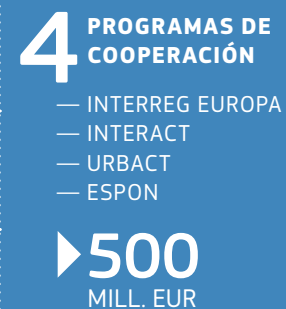 4 PROGRAMAS DE
COOPERACIÓN
— INTERREG EUROPA
— INTERACT
— URBACT
— ESPON
500
MILL. EUR